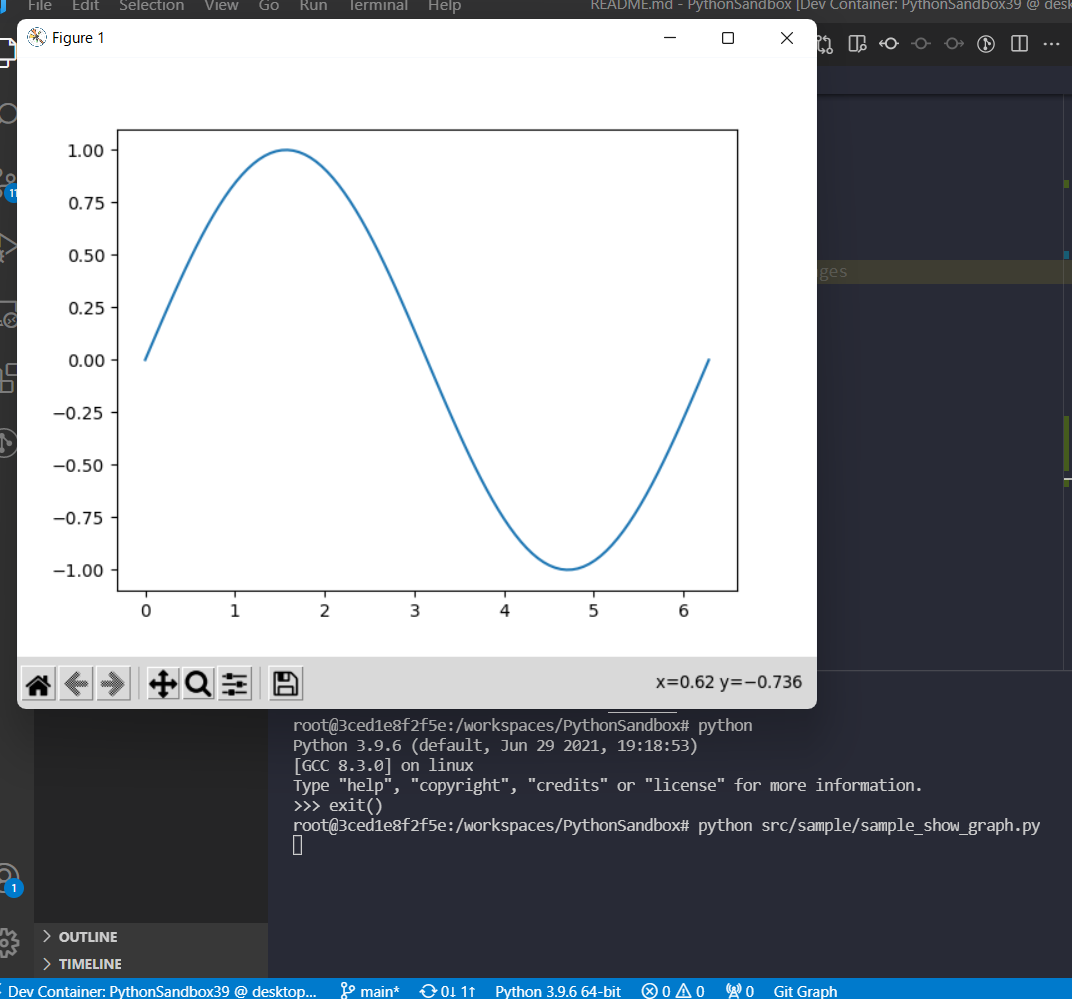 File Edit Selection View Go Run Terminal Help README.md - PythonSandbox [Dev Container: PythonSandbox39 @ desk
Figure 1
1.00
0.75
0.50
0.25
0.00
−0.25
−0.50
−0.75
−1.00
0 1 2 3 4 5 6
x=0.62 y=−0.736
ges
11
root@3ced1e8f2f5e:/workspaces/PythonSandbox# python
Python 3.9.6 (default, Jun 29 2021, 19:18:53)
[GCC 8.3.0] on linux
Type "help", "copyright", "credits" or "license" for more information.
>>> exit()
root@3ced1e8f2f5e:/workspaces/PythonSandbox# python src/sample/sample_show_graph.py
1
OUTLINE
TIMELINE
Dev Container: PythonSandbox39 @ desktop... main* 0↓ 1↑ Python 3.9.6 64-bit 0 0 0 Git Graph